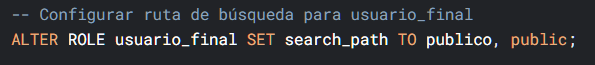 -- Configurar ruta de búsqueda para usuario_final
ALTER ROLE usuario_final SET search_path TO publico, public;